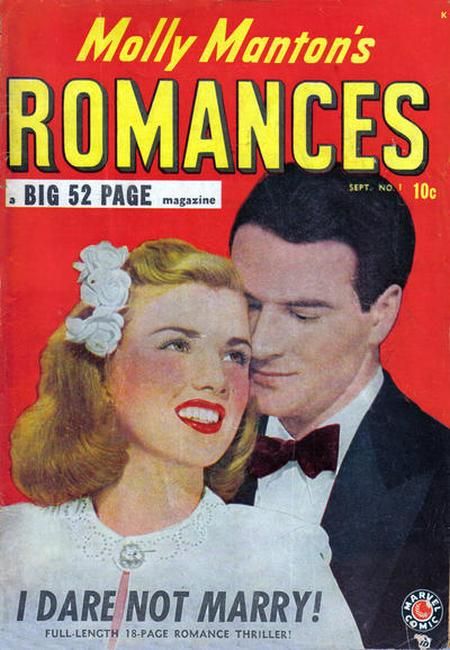 K
Molly Manton's
ROMANCES
a BIG 52 PAGE magazine
SEPT. NO. 1 10c
I DARE NOT MARRY!
FULL-LENGTH 18-PAGE ROMANCE THRILLER!
MARVEL
COMIC